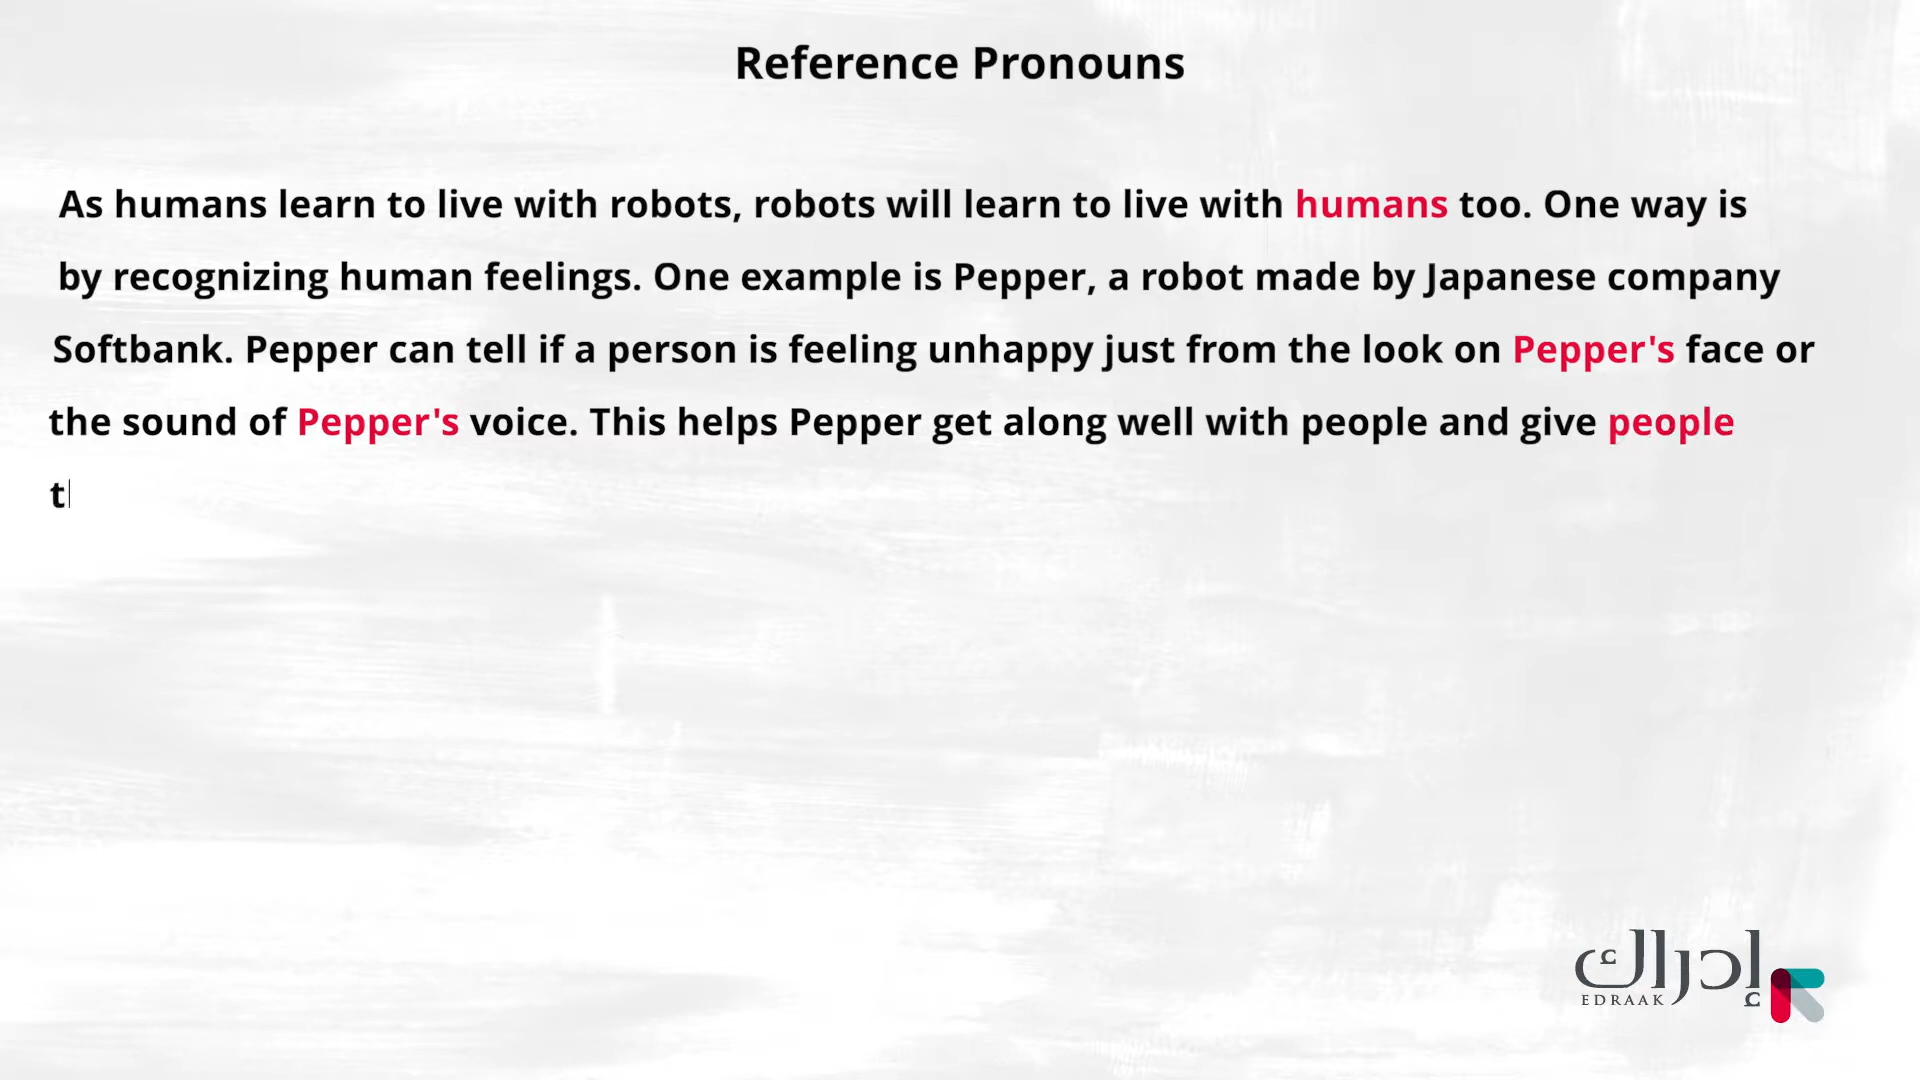 Reference Pronouns
As humans learn to live with robots, robots will learn to live with humans too. One way is
by recognizing human feelings. One example is Pepper, a robot made by Japanese company
Softbank. Pepper can tell if a person is feeling unhappy just from the look on Pepper's face or
the sound of Pepper's voice. This helps Pepper get along well with people and give people
t
إدراك
EDRAAK